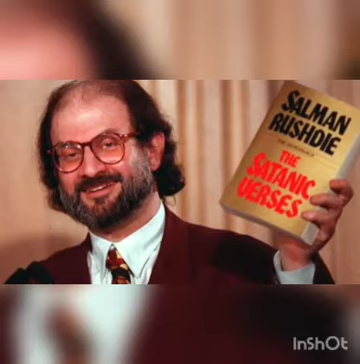 SALMAN
RUSHDIE
THE
SATANIC
VERSES
InShOt